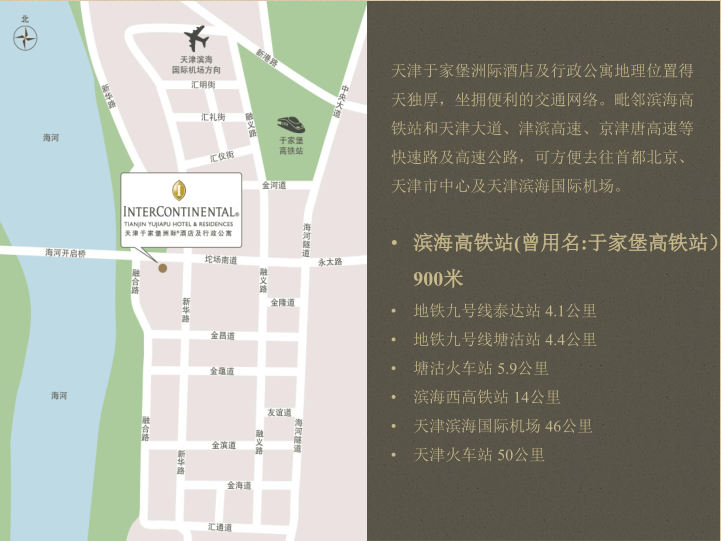 北
天津滨海
国际机场方向
新港路
中央大道
新华路
汇明街
汇礼街
融义路
于家堡
高铁站
汇仪街
海河
金河道
INTERCONTINENTAL®
TIANJIN YUJIAPU HOTEL & RESIDENCES
天津于家堡洲际®酒店及行政公寓
海河隧道
海河开启桥
坨场南道
永太路
融合路
新华路
融义路
金隆道
金昌道
金融道
海河
融合路
友谊道
海河隧道
融义路
金滨道
新华路
金海道
汇通道
天津于家堡洲际酒店及行政公寓地理位置得
天独厚，坐拥便利的交通网络。毗邻滨海高
铁站和天津大道、津滨高速、京津唐高速等
快速路及高速公路，可方便去往首都北京、
天津市中心及天津滨海国际机场。
• 滨海高铁站(曾用名:于家堡高铁站）
900米
• 地铁九号线泰达站 4.1公里
• 地铁九号线塘沽站 4.4公里
• 塘沽火车站 5.9公里
• 滨海西高铁站 14公里
• 天津滨海国际机场 46公里
• 天津火车站 50公里